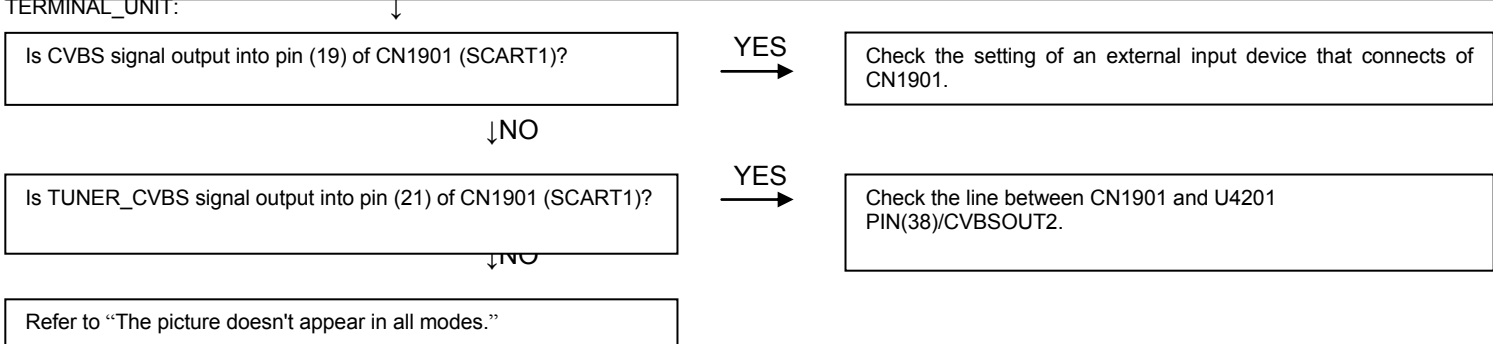 TERMINAL_UNIT: ↓
Is CVBS signal output into pin (19) of CN1901 (SCART1)?
YES
Check the setting of an external input device that connects of
CN1901.
↓NO
Is TUNER_CVBS signal output into pin (21) of CN1901 (SCART1)?
YES
Check the line between CN1901 and U4201
PIN(38)/CVBSOUT2.
↓NO
Refer to “The picture doesn't appear in all modes.”